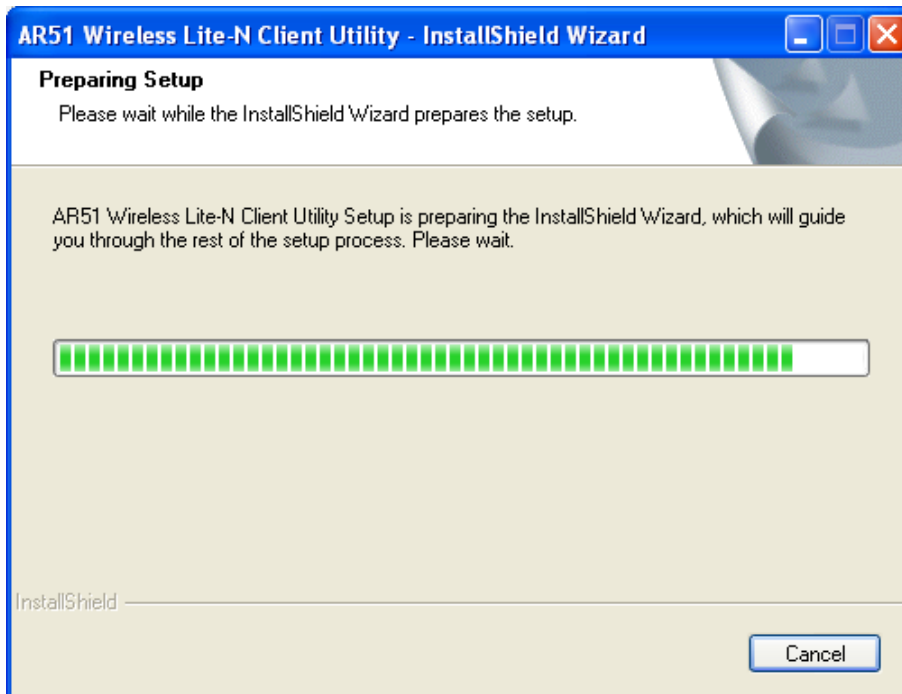 AR51 Wireless Lite-N Client Utility - InstallShield Wizard
Preparing Setup
Please wait while the InstallShield Wizard prepares the setup.
AR51 Wireless Lite-N Client Utility Setup is preparing the InstallShield Wizard, which will guide
you through the rest of the setup process. Please wait.
InstallShield
Cancel